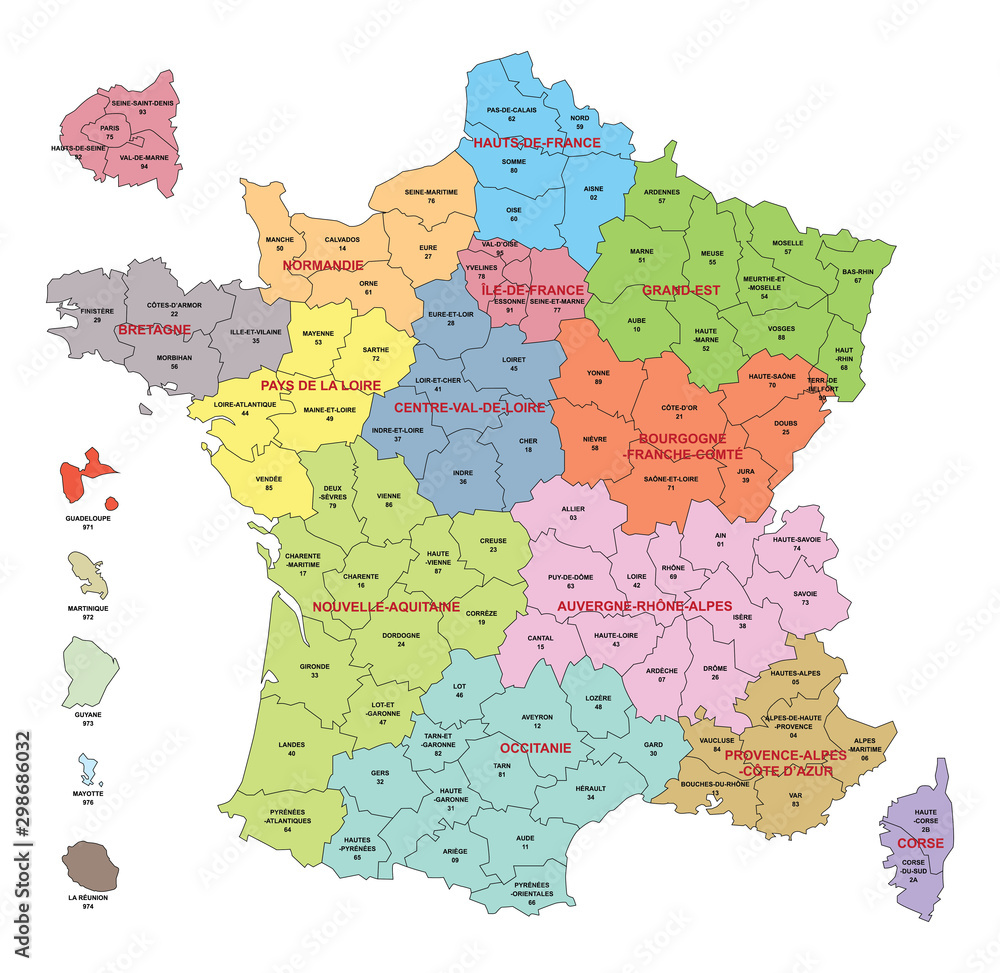 SEINE-SAINT-DENIS
93
PARIS
75
HAUTS-DE-SEINE
92
VAL-DE-MARNE
94
PAS-DE-CALAIS
62
NORD
59
HAUTS-DE-FRANCE
SOMME
80
AISNE
02
OISE
60
SEINE-MARITIME
76
EURE
27
MANCHE
50
CALVADOS
14
NORMANDIE
ORNE
61
VAL-D'OISE
95
YVELINES
78
ÎLE-DE-FRANCE
ESSONNE
91
SEINE-ET-MARNE
77
ARDENNES
57
MARNE
51
MEUSE
55
MOSELLE
57
BAS-RHIN
67
MEURTHE-ET
-MOSELLE
54
GRAND-EST
AUBE
10
HAUTE
-MARNE
52
VOSGES
88
HAUT
-RHIN
68
FINISTÈRE
29
CÔTES-D'ARMOR
22
BRETAGNE
ILLE-ET-VILAINE
35
MORBIHAN
56
MAYENNE
53
SARTHE
72
PAYS DE LA LOIRE
LOIRE-ATLANTIQUE
44
MAINE-ET-LOIRE
49
VENDÉE
85
EURE-ET-LOIR
28
LOIRET
45
LOIR-ET-CHER
41
CENTRE-VAL-DE-LOIRE
INDRE-ET-LOIRE
37
CHER
18
INDRE
36
YONNE
89
CÔTE-D'OR
21
HAUTE-SAÔNE
70
TERR.-DE
-BELFORT
90
DOUBS
25
NIÈVRE
58
BOURGOGNE
-FRANCHE-COMTÉ
SAÔNE-ET-LOIRE
71
JURA
39
DEUX
-SÈVRES
79
VIENNE
86
CHARENTE
-MARITIME
17
CHARENTE
16
HAUTE
-VIENNE
87
CREUSE
23
NOUVELLE-AQUITAINE
CORRÈZE
19
DORDOGNE
24
GIRONDE
33
LOT-ET
-GARONNE
47
LANDES
40
PYRÉNÉES
-ATLANTIQUES
64
ALLIER
03
PUY-DE-DÔME
63
LOIRE
42
RHÔNE
69
AIN
01
HAUTE-SAVOIE
74
SAVOIE
73
AUVERGNE-RHÔNE-ALPES
ISÈRE
38
CANTAL
15
HAUTE-LOIRE
43
ARDÈCHE
07
DRÔME
26
LOT
46
AVEYRON
12
LOZÈRE
48
TARN-ET
-GARONNE
82
OCCITANIE
GARD
30
GERS
32
TARN
81
HAUTE
-GARONNE
31
HÉRAULT
34
HAUTES
-PYRÉNÉES
65
ARIÈGE
09
AUDE
11
PYRÉNÉES
-ORIENTALES
66
HAUTES-ALPES
05
ALPES-DE-HAUTE
-PROVENCE
04
VAUCLUSE
84
ALPES
-MARITIME
06
PROVENCE-ALPES
-CÔTE D'AZUR
BOUCHES-DU-RHÔNE
13
VAR
83
HAUTE
-CORSE
2B
CORSE
CORSE
-DU-SUD
2A
GUADELOUPE
971
MARTINIQUE
972
GUYANE
973
MAYOTTE
976
LA RÉUNION
974
Adobe Stock | #298686032
Adobe Stock